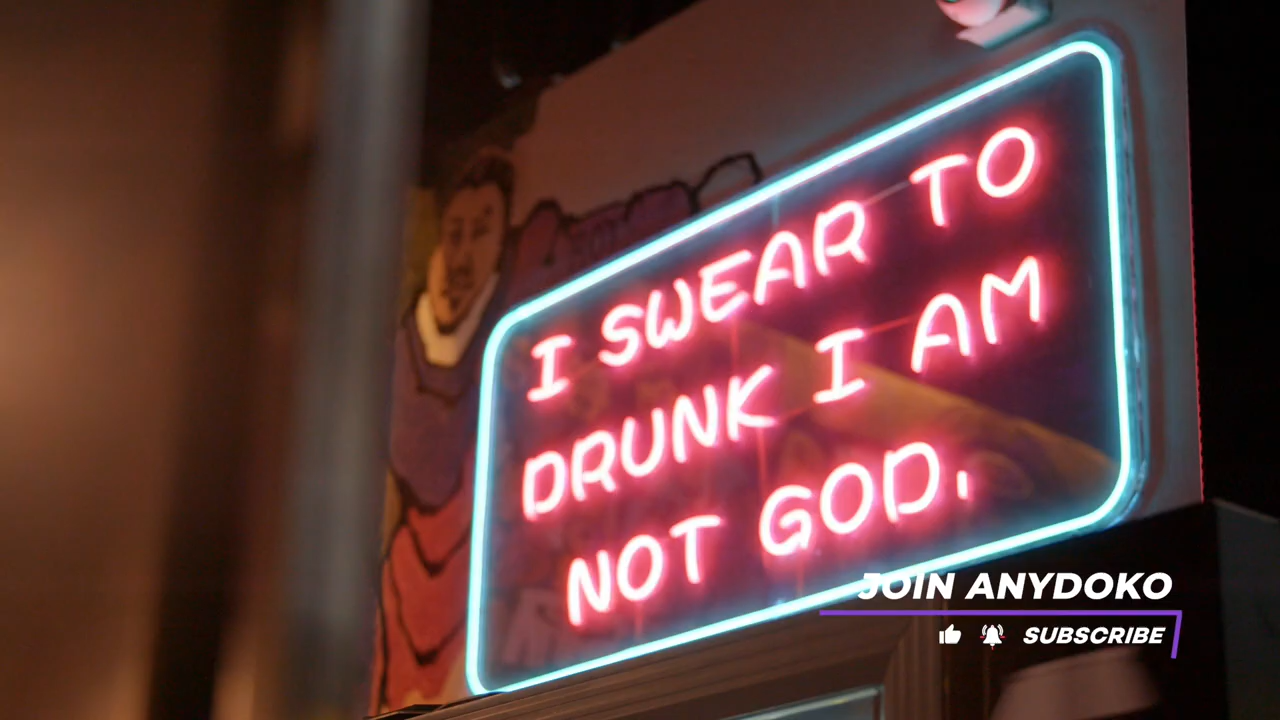 I SWEAR TO
DRUNK I AM
NOT GOD,
JOIN ANYDOKO
SUBSCRIBE